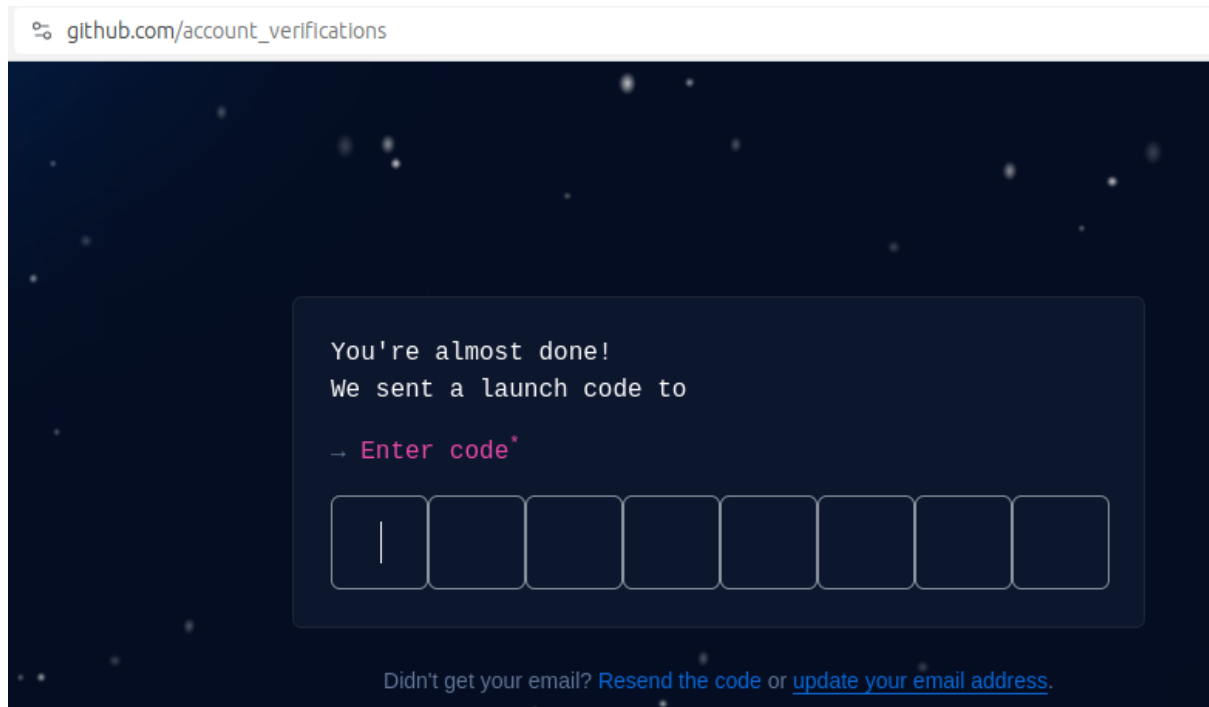 github.com/account_verifications
You're almost done!
We sent a launch code to
→ Enter code*
Didn't get your email? Resend the code or update your email address.